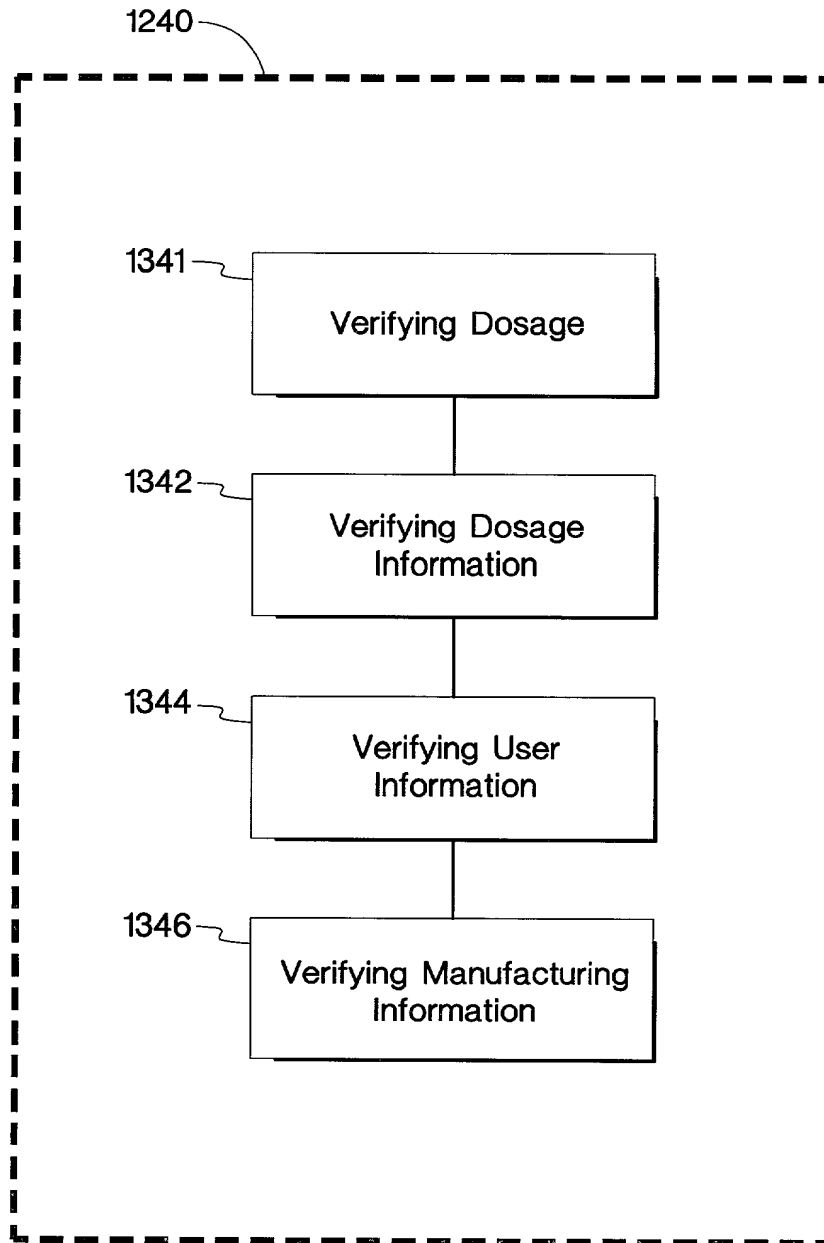 1240
1341
Verifying Dosage
1342
Verifying Dosage
Information
1344
Verifying User
Information
1346
Verifying Manufacturing
Information